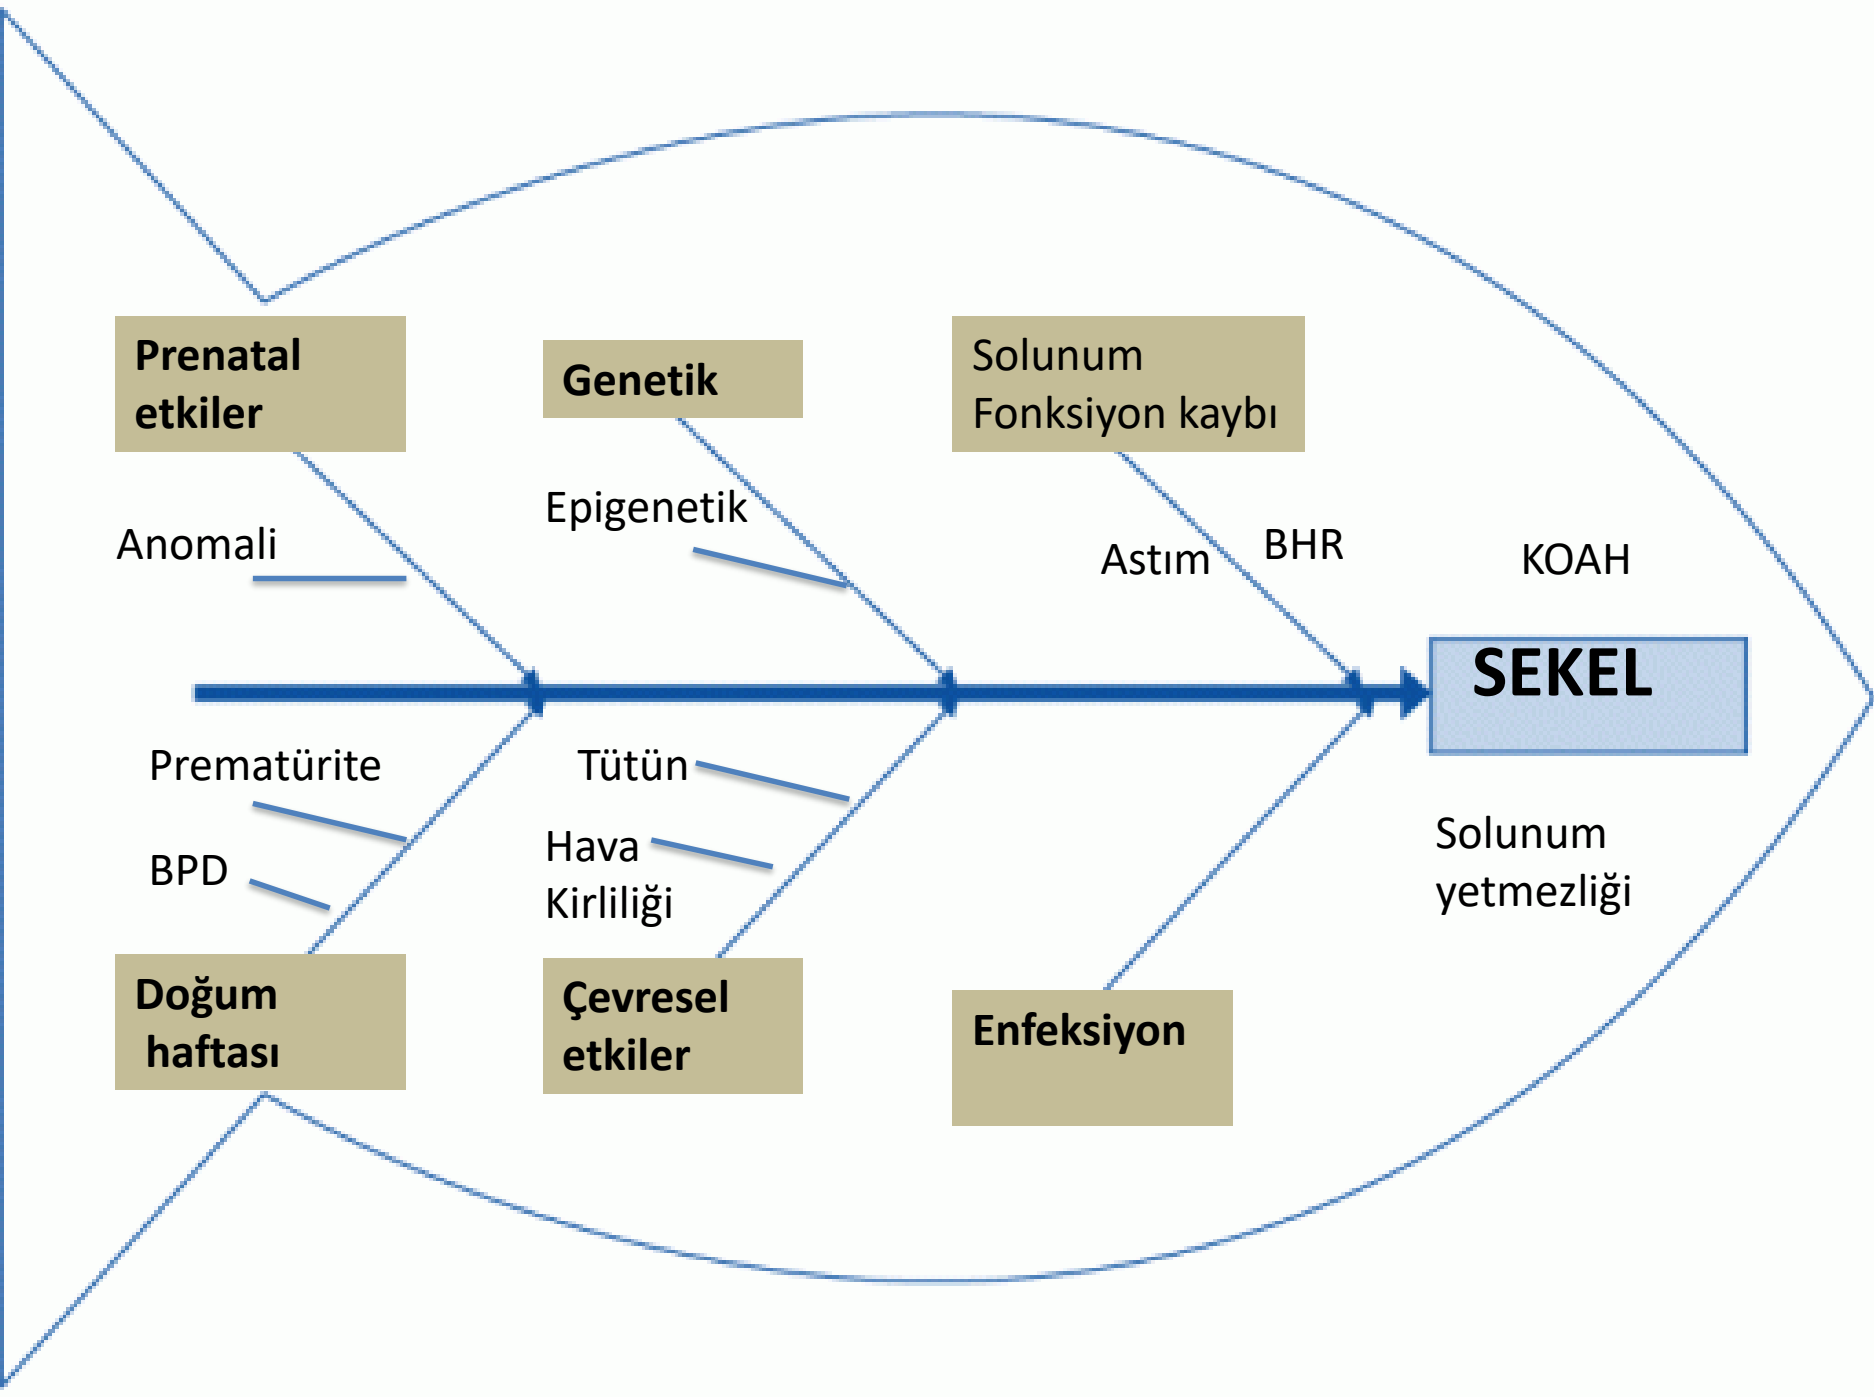 Prenatal
etkiler
Genetik
Solunum
Fonksiyon kaybı
Anomali
Epigenetik
Astım
BHR
KOAH
SEKEL
Prematürite
BPD
Tütün
Hava
Kirliliği
Solunum
yetmezliği
Doğum
haftası
Çevresel
etkiler
Enfeksiyon